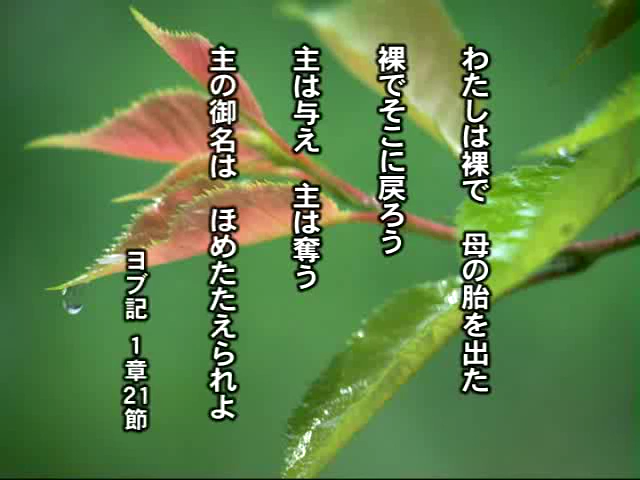 わたしは裸で　母の胎を出た
裸でそこに戻ろう
主は与え　主は奪う
主の御名は　ほめたたえられよ
ヨブ記　1章21節